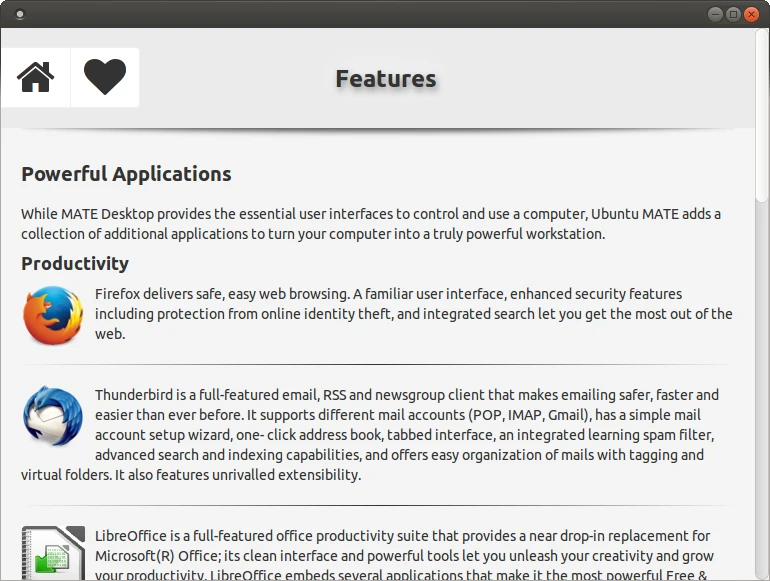 Features
Powerful Applications
While MATE Desktop provides the essential user interfaces to control and use a computer, Ubuntu MATE adds a
collection of additional applications to turn your computer into a truly powerful workstation.
Productivity
Firefox delivers safe, easy web browsing. A familiar user interface, enhanced security features
including protection from online identity theft, and integrated search let you get the most out of the
web.
Thunderbird is a full-featured email, RSS and newsgroup client that makes emailing safer, faster and
easier than ever before. It supports different mail accounts (POP, IMAP, Gmail), has a simple mail
account setup wizard, one- click address book, tabbed interface, an integrated learning spam filter,
advanced search and indexing capabilities, and offers easy organization of mails with tagging and
virtual folders. It also features unrivalled extensibility.
LibreOffice is a full-featured office productivity suite that provides a near drop-in replacement for
Microsoft(R) Office; its clean interface and powerful tools let you unleash your creativity and grow
your productivity. LibreOffice embeds several applications that make it the most powerful Free &